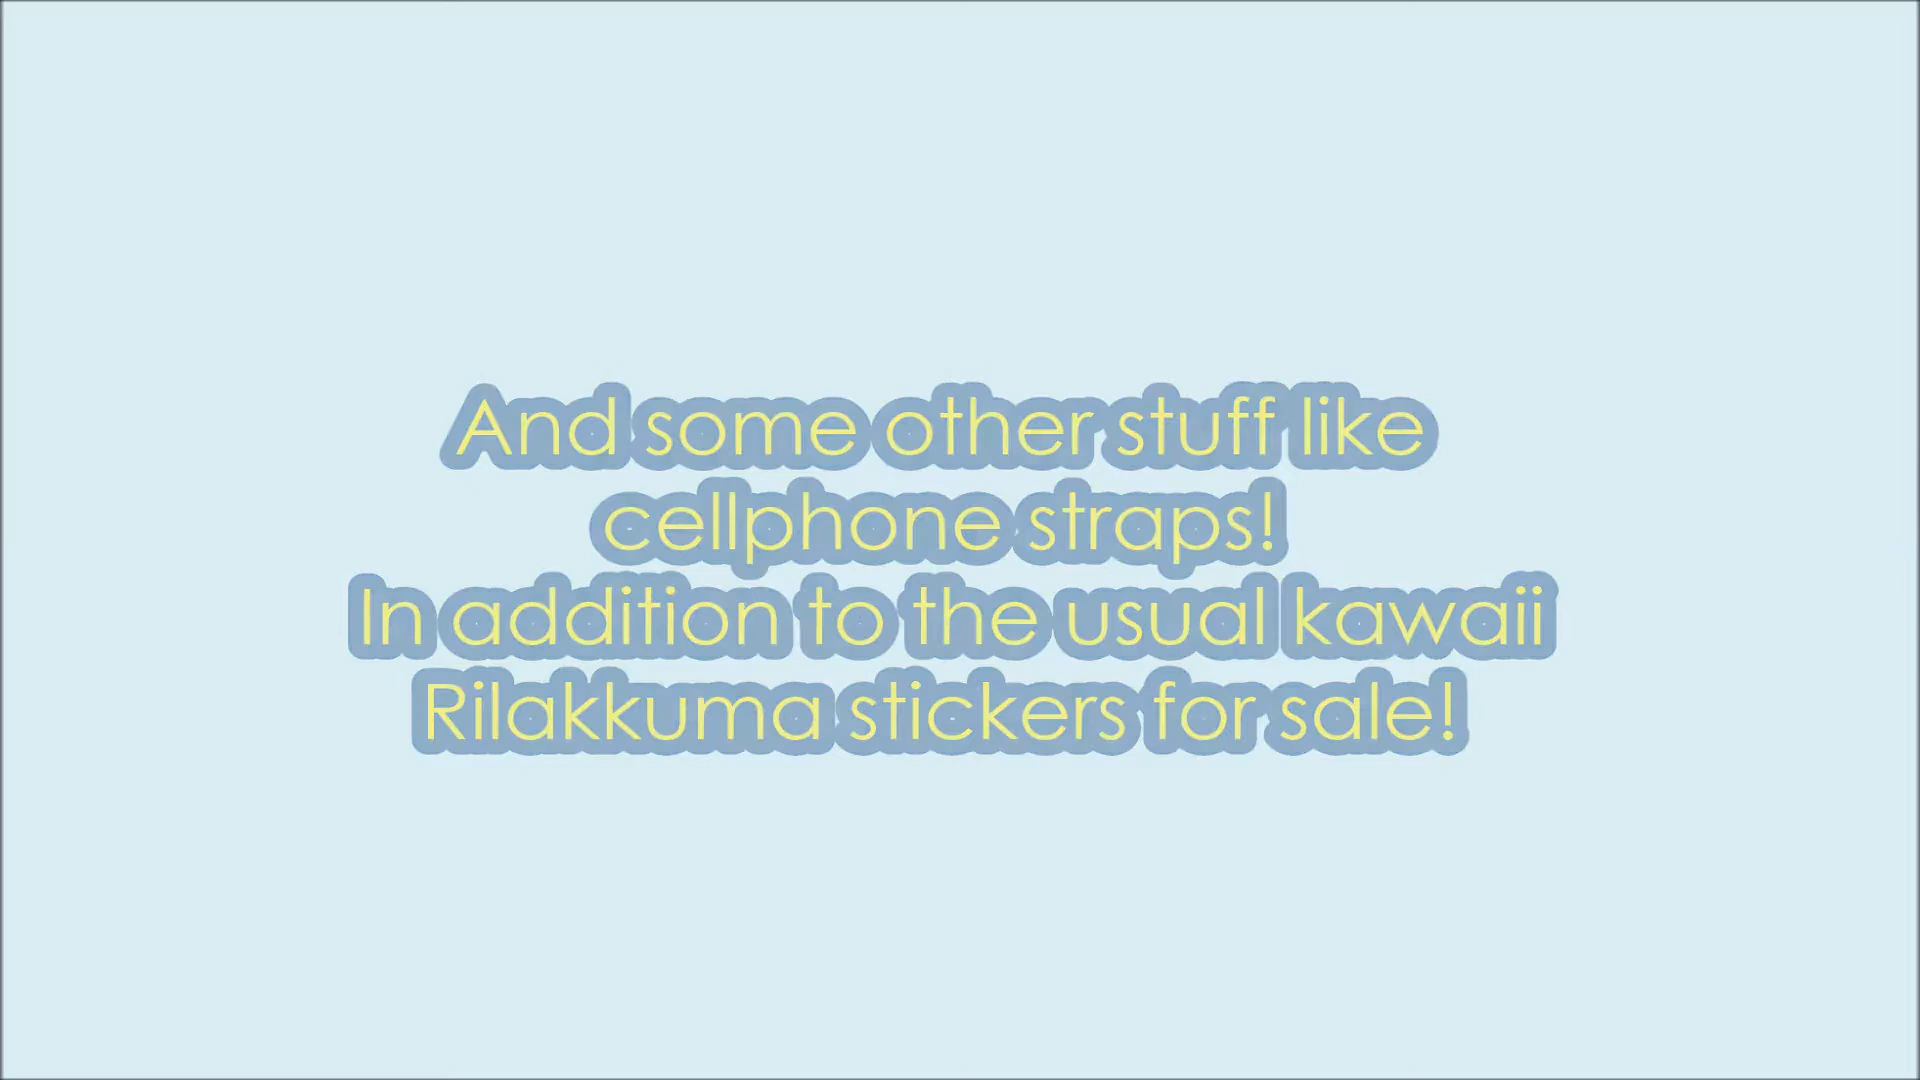 And some other stuff like
cellphone straps!
In addition to the usual kawaii
Rilakkuma stickers for sale!